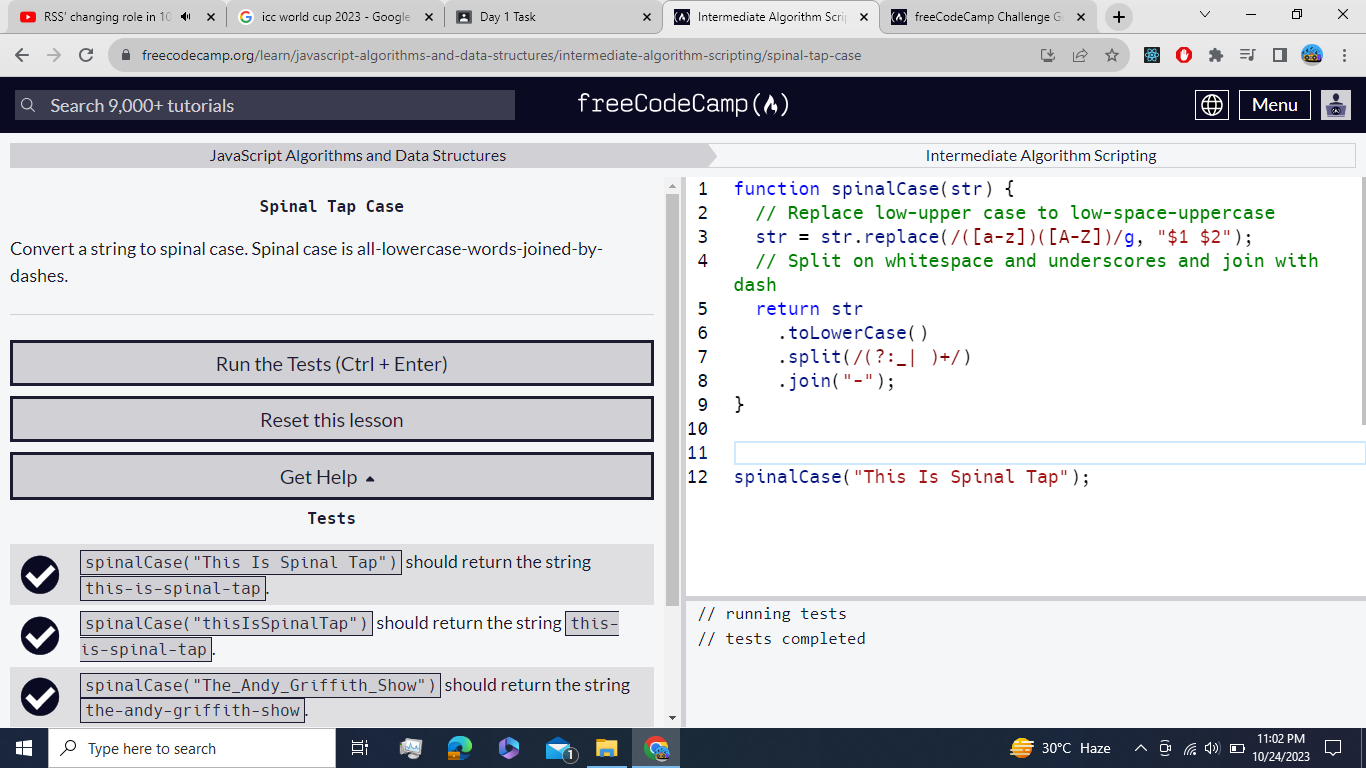 RSS' changing role in 10
icc world cup 2023 - Google
Day 1 Task
Intermediate Algorithm Scrip
freeCodeCamp Challenge G
freecodecamp.org/learn/javascript-algorithms-and-data-structures/intermediate-algorithm-scripting/spinal-tap-case
Search 9,000+ tutorials
freeCodeCamp
Menu
JavaScript Algorithms and Data Structures
Intermediate Algorithm Scripting
Spinal Tap Case
Convert a string to spinal case. Spinal case is all-lowercase-words-joined-by-
dashes.
Run the Tests (Ctrl + Enter)
Reset this lesson
Get Help
Tests
spinalCase("This Is Spinal Tap") should return the string
this-is-spinal-tap.
spinalCase("thisIsSpinalTap") should return the string this-
is-spinal-tap.
spinalCase("The_Andy_Griffith_Show") should return the string
the-andy-griffith-show.
1 function spinalCase(str) {
2 // Replace low-upper case to low-space-uppercase
3 str = str.replace(/([a-z])([A-Z])/g, "$1 $2");
4 // Split on whitespace and underscores and join with
dash
5 return str
6 .toLowerCase()
7 .split(/(?:_| )+/)
8 .join("-");
9 }
10
11
12 spinalCase("This Is Spinal Tap");
// running tests
// tests completed
Type here to search
1
30°C Haze
11:02 PM
10/24/2023